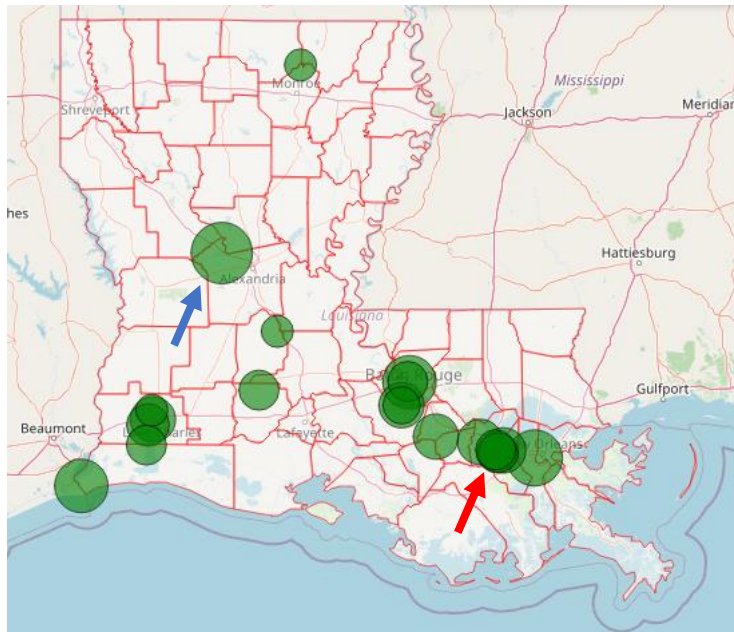 Mississippi
Monroe
Shreveport
Jackson
Meridian
hes
Hattiesburg
Alexandria
Louisiana
Gulfport
Beaumont
Lafayette